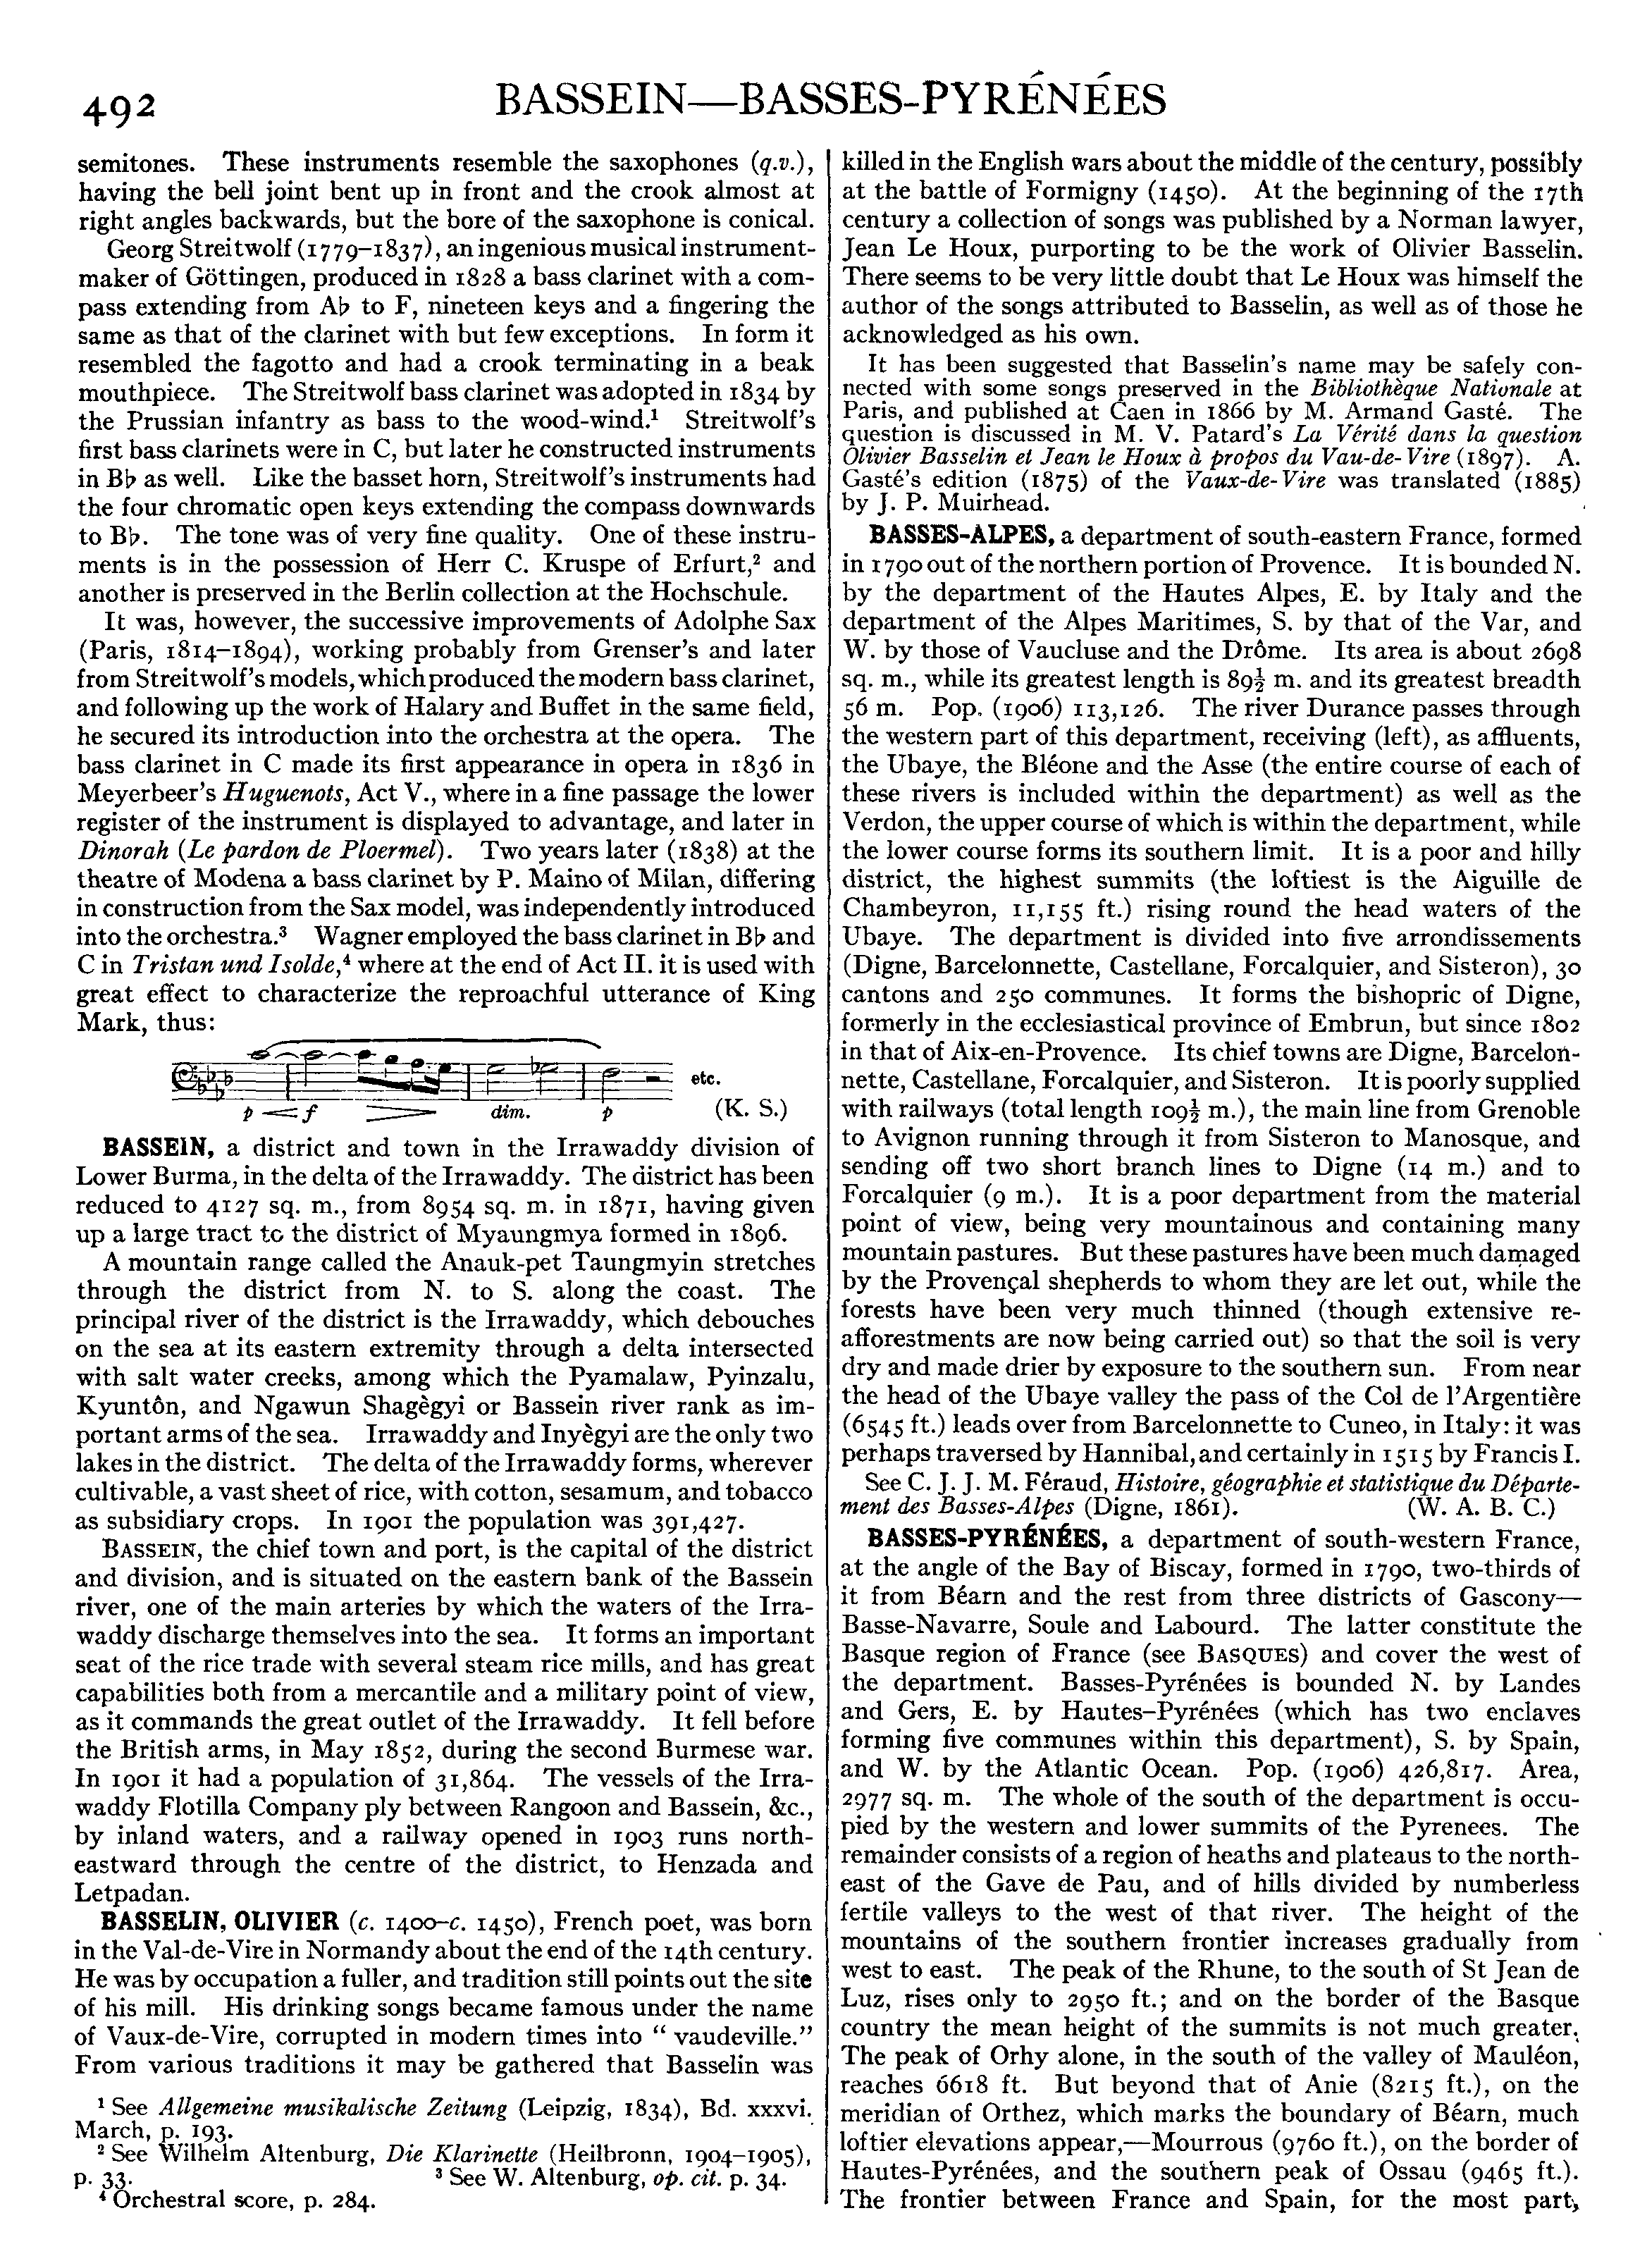 492
BASSEIN—BASSES-PYRÉNÉES
semitones. These instruments resemble the saxophones (q.v.),
having the bell joint bent up in front and the crook almost at
right angles backwards, but the bore of the saxophone is conical.
Georg Streitwolf (1779–1837), an ingenious musical instrument-
maker of Göttingen, produced in 1828 a bass clarinet with a com-
pass extending from A♭ to F, nineteen keys and a fingering the
same as that of the clarinet with but few exceptions. In form it
resembled the fagotto and had a crook terminating in a beak
mouthpiece. The Streitwolf bass clarinet was adopted in 1834 by
the Prussian infantry as bass to the wood-wind.¹ Streitwolf's
first bass clarinets were in C, but later he constructed instruments
in B♭ as well. Like the basset horn, Streitwolf's instruments had
the four chromatic open keys extending the compass downwards
to B♭. The tone was of very fine quality. One of these instru-
ments is in the possession of Herr C. Kruspe of Erfurt,² and
another is preserved in the Berlin collection at the Hochschule.
It was, however, the successive improvements of Adolphe Sax
(Paris, 1814–1894), working probably from Grenser's and later
from Streitwolf's models, which produced the modern bass clarinet,
and following up the work of Halary and Buffet in the same field,
he secured its introduction into the orchestra at the opera. The
bass clarinet in C made its first appearance in opera in 1836 in
Meyerbeer's Huguenots, Act V., where in a fine passage the lower
register of the instrument is displayed to advantage, and later in
Dinorah (Le pardon de Ploermel). Two years later (1838) at the
theatre of Modena a bass clarinet by P. Maino of Milan, differing
in construction from the Sax model, was independently introduced
into the orchestra.³ Wagner employed the bass clarinet in B♭ and
C in Tristan und Isolde,⁴ where at the end of Act II. it is used with
great effect to characterize the reproachful utterance of King
Mark, thus:
etc.
p f dim. p (K. S.)
BASSEIN, a district and town in the Irrawaddy division of
Lower Burma, in the delta of the Irrawaddy. The district has been
reduced to 4127 sq. m., from 8954 sq. m. in 1871, having given
up a large tract to the district of Myaungmya formed in 1896.
A mountain range called the Anauk-pet Taungmyin stretches
through the district from N. to S. along the coast. The
principal river of the district is the Irrawaddy, which debouches
on the sea at its eastern extremity through a delta intersected
with salt water creeks, among which the Pyamalaw, Pyinzalu,
Kyuntôn, and Ngawun Shagègyi or Bassein river rank as im-
portant arms of the sea. Irrawaddy and Inyègyi are the only two
lakes in the district. The delta of the Irrawaddy forms, wherever
cultivable, a vast sheet of rice, with cotton, sesamum, and tobacco
as subsidiary crops. In 1901 the population was 391,427.
BASSEIN, the chief town and port, is the capital of the district
and division, and is situated on the eastern bank of the Bassein
river, one of the main arteries by which the waters of the Irra-
waddy discharge themselves into the sea. It forms an important
seat of the rice trade with several steam rice mills, and has great
capabilities both from a mercantile and a military point of view,
as it commands the great outlet of the Irrawaddy. It fell before
the British arms, in May 1852, during the second Burmese war.
In 1901 it had a population of 31,864. The vessels of the Irra-
waddy Flotilla Company ply between Rangoon and Bassein, &c.,
by inland waters, and a railway opened in 1903 runs north-
eastward through the centre of the district, to Henzada and
Letpadan.
BASSELIN, OLIVIER (c. 1400–c. 1450), French poet, was born
in the Val-de-Vire in Normandy about the end of the 14th century.
He was by occupation a fuller, and tradition still points out the site
of his mill. His drinking songs became famous under the name
of Vaux-de-Vire, corrupted in modern times into “ vaudeville.”
From various traditions it may be gathered that Basselin was
¹ See Allgemeine musikalische Zeitung (Leipzig, 1834), Bd. xxxvi.
March, p. 193.
² See Wilhelm Altenburg, Die Klarinette (Heilbronn, 1904–1905),
p. 33. ³ See W. Altenburg, op. cit. p. 34.
⁴ Orchestral score, p. 284.
killed in the English wars about the middle of the century, possibly
at the battle of Formigny (1450). At the beginning of the 17th
century a collection of songs was published by a Norman lawyer,
Jean Le Houx, purporting to be the work of Olivier Basselin.
There seems to be very little doubt that Le Houx was himself the
author of the songs attributed to Basselin, as well as of those he
acknowledged as his own.
It has been suggested that Basselin's name may be safely con-
nected with some songs preserved in the Bibliothèque Nationale at
Paris, and published at Caen in 1866 by M. Armand Gasté. The
question is discussed in M. V. Patard's La Vérité dans la question
Olivier Basselin et Jean le Houx à propos du Vau-de-Vire (1897). A.
Gasté's edition (1875) of the Vaux-de-Vire was translated (1885)
by J. P. Muirhead.
BASSES-ALPES, a department of south-eastern France, formed
in 1790 out of the northern portion of Provence. It is bounded N.
by the department of the Hautes Alpes, E. by Italy and the
department of the Alpes Maritimes, S. by that of the Var, and
W. by those of Vaucluse and the Drôme. Its area is about 2698
sq. m., while its greatest length is 89½ m. and its greatest breadth
56 m. Pop. (1906) 113,126. The river Durance passes through
the western part of this department, receiving (left), as affluents,
the Ubaye, the Bléone and the Asse (the entire course of each of
these rivers is included within the department) as well as the
Verdon, the upper course of which is within the department, while
the lower course forms its southern limit. It is a poor and hilly
district, the highest summits (the loftiest is the Aiguille de
Chambeyron, 11,155 ft.) rising round the head waters of the
Ubaye. The department is divided into five arrondissements
(Digne, Barcelonnette, Castellane, Forcalquier, and Sisteron), 30
cantons and 250 communes. It forms the bishopric of Digne,
formerly in the ecclesiastical province of Embrun, but since 1802
in that of Aix-en-Provence. Its chief towns are Digne, Barcelon-
nette, Castellane, Forcalquier, and Sisteron. It is poorly supplied
with railways (total length 109½ m.), the main line from Grenoble
to Avignon running through it from Sisteron to Manosque, and
sending off two short branch lines to Digne (14 m.) and to
Forcalquier (9 m.). It is a poor department from the material
point of view, being very mountainous and containing many
mountain pastures. But these pastures have been much damaged
by the Provençal shepherds to whom they are let out, while the
forests have been very much thinned (though extensive re-
afforestments are now being carried out) so that the soil is very
dry and made drier by exposure to the southern sun. From near
the head of the Ubaye valley the pass of the Col de l'Argentière
(6545 ft.) leads over from Barcelonnette to Cuneo, in Italy: it was
perhaps traversed by Hannibal, and certainly in 1515 by Francis I.
See C. J. J. M. Féraud, Histoire, géographie et statistique du Départe-
ment des Basses-Alpes (Digne, 1861). (W. A. B. C.)
BASSES-PYRÉNÉES, a department of south-western France,
at the angle of the Bay of Biscay, formed in 1790, two-thirds of
it from Béarn and the rest from three districts of Gascony—
Basse-Navarre, Soule and Labourd. The latter constitute the
Basque region of France (see BASQUES) and cover the west of
the department. Basses-Pyrénées is bounded N. by Landes
and Gers, E. by Hautes–Pyrénées (which has two enclaves
forming five communes within this department), S. by Spain,
and W. by the Atlantic Ocean. Pop. (1906) 426,817. Area,
2977 sq. m. The whole of the south of the department is occu-
pied by the western and lower summits of the Pyrenees. The
remainder consists of a region of heaths and plateaus to the north-
east of the Gave de Pau, and of hills divided by numberless
fertile valleys to the west of that river. The height of the
mountains of the southern frontier increases gradually from
west to east. The peak of the Rhune, to the south of St Jean de
Luz, rises only to 2950 ft.; and on the border of the Basque
country the mean height of the summits is not much greater.
The peak of Orhy alone, in the south of the valley of Mauléon,
reaches 6618 ft. But beyond that of Anie (8215 ft.), on the
meridian of Orthez, which marks the boundary of Béarn, much
loftier elevations appear,—Mourrous (9760 ft.), on the border of
Hautes-Pyrénées, and the southern peak of Ossau (9465 ft.).
The frontier between France and Spain, for the most part,